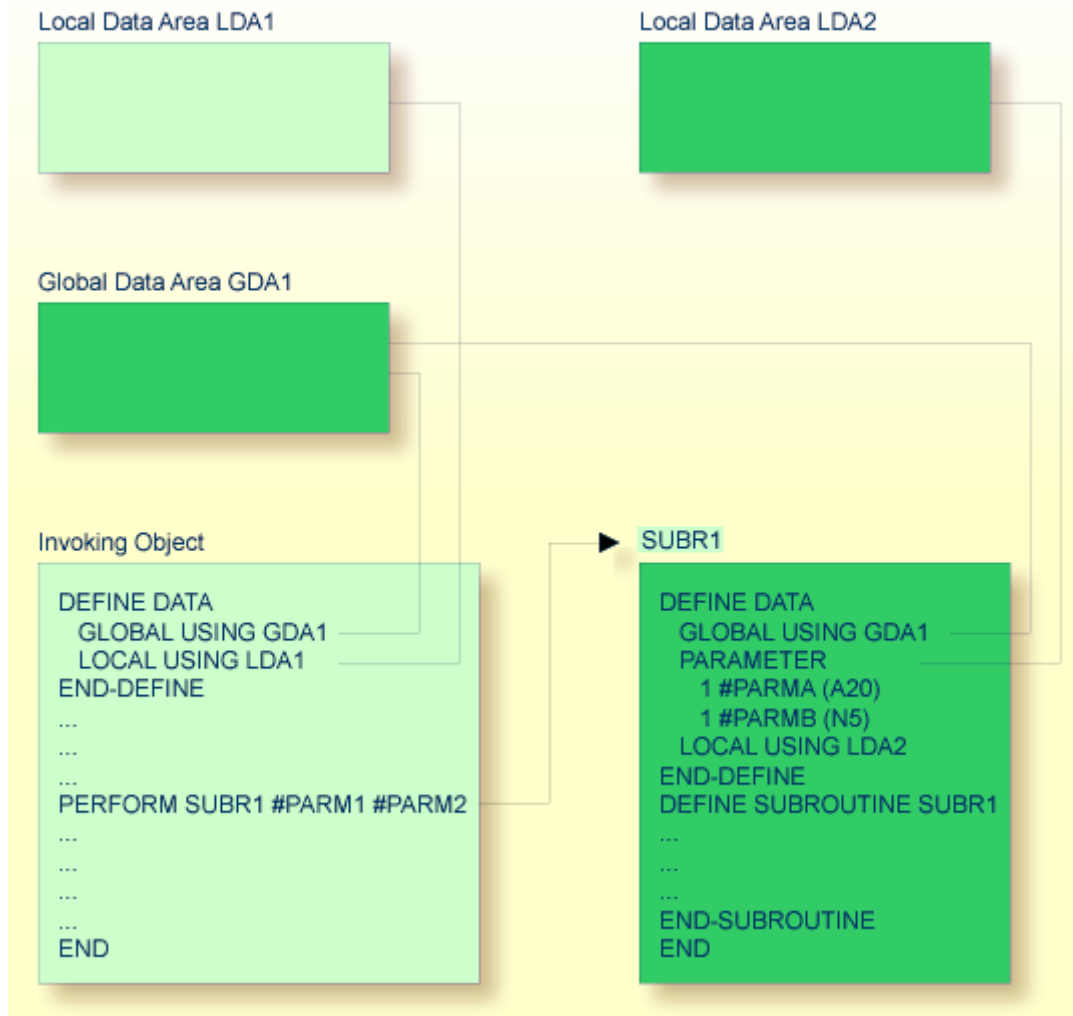 Local Data Area LDA1
Local Data Area LDA2
Global Data Area GDA1
Invoking Object
DEFINE DATA
GLOBAL USING GDA1
LOCAL USING LDA1
END-DEFINE
...
...
...
PERFORM SUBR1 #PARM1 #PARM2
...
...
...
...
END
SUBR1
DEFINE DATA
GLOBAL USING GDA1
PARAMETER
1 #PARMA (A20)
1 #PARMB (N5)
LOCAL USING LDA2
END-DEFINE
DEFINE SUBROUTINE SUBR1
...
...
...
END-SUBROUTINE
END